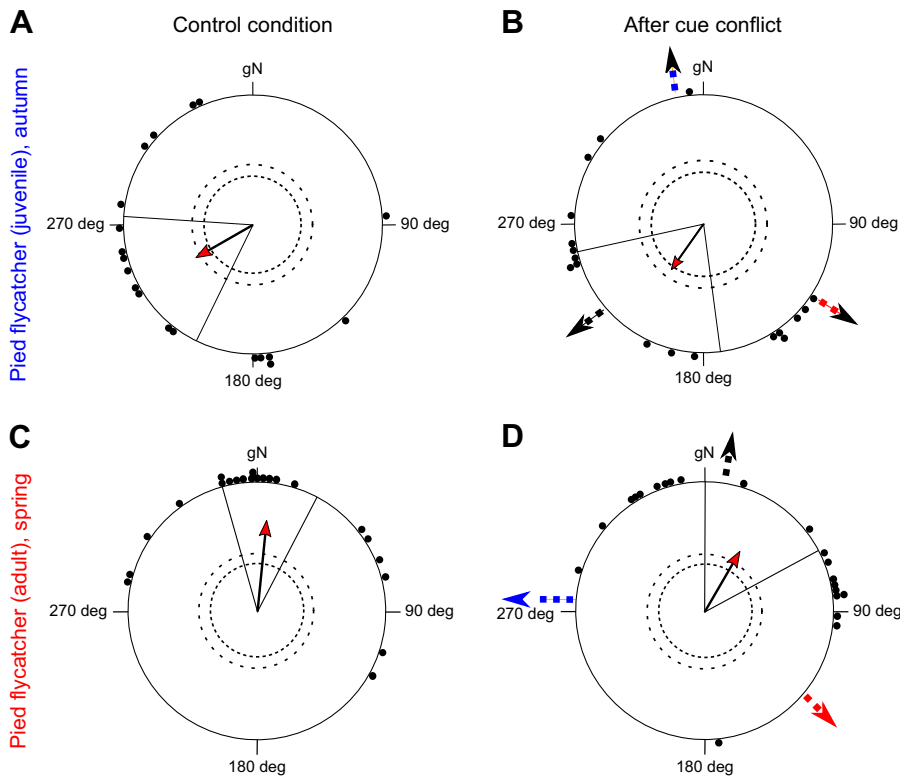 A
Control condition
B
After cue conflict
Pied flycatcher (juvenile), autumn
gN
270 deg
90 deg
180 deg
gN
270 deg
90 deg
180 deg
C
D
Pied flycatcher (adult), spring
gN
270 deg
90 deg
180 deg
gN
270 deg
90 deg
180 deg